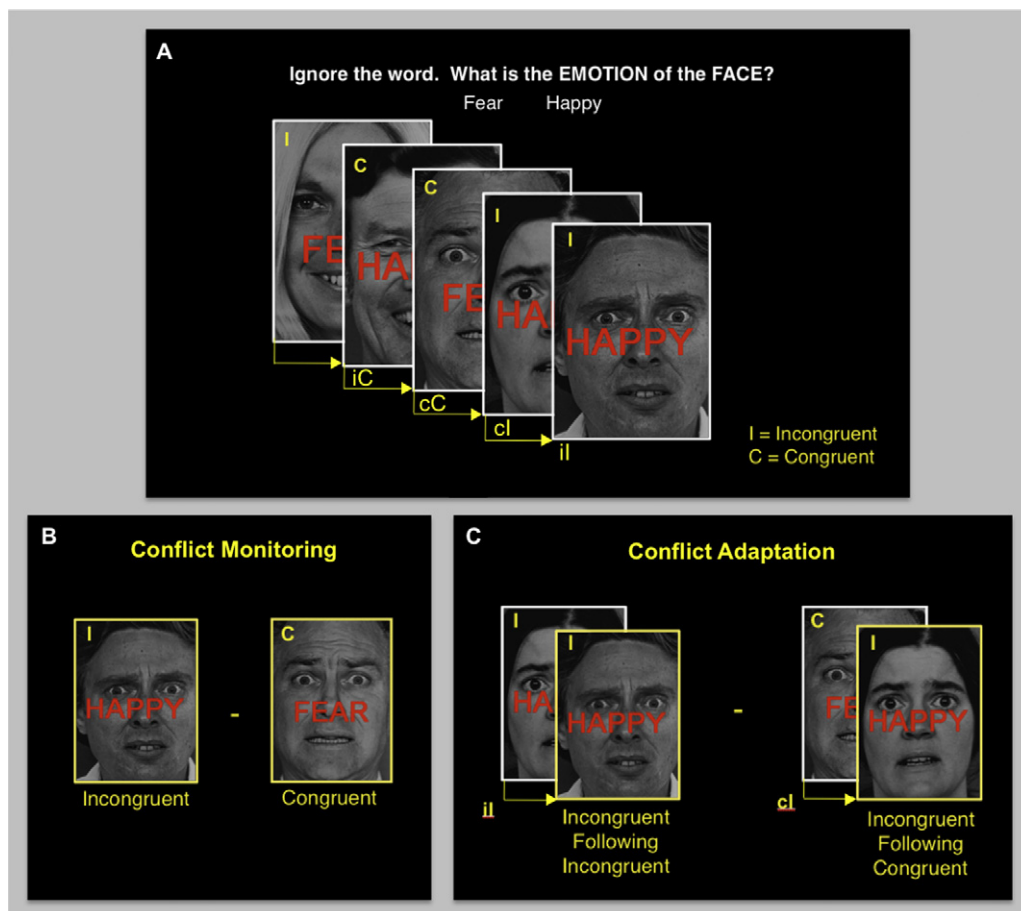 A
Ignore the word. What is the EMOTION of the FACE?
Fear Happy
I
C
C
I
I
FE
HA
FE
HA
HAPPY
iC
cC
cI
iI
I = Incongruent
C = Congruent
B
Conflict Monitoring
I
C
HAPPY
-
FEAR
Incongruent
Congruent
C
Conflict Adaptation
I
I
HA
HAPPY
-
C
I
FE
HAPPY
iI
Incongruent
Following
Incongruent
cI
Incongruent
Following
Congruent